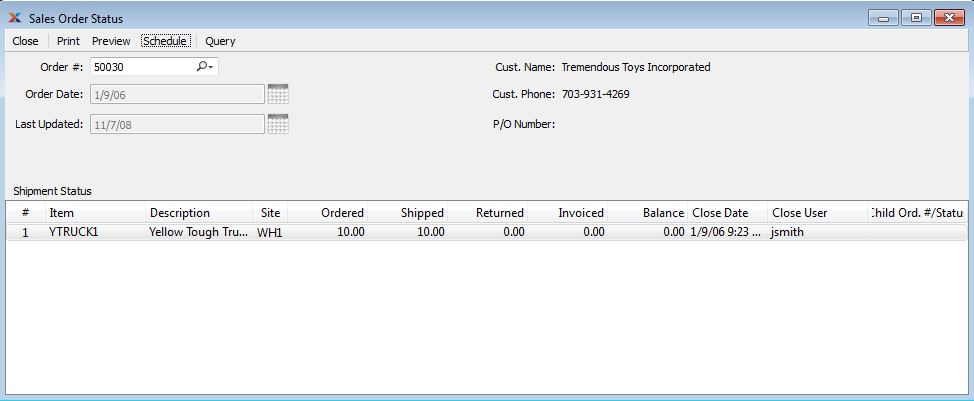 Sales Order Status
Close Print Preview Schedule Query
Order #: 50030 Cust. Name: Tremendous Toys Incorporated
Order Date: 1/9/06 Cust. Phone: 703-931-4269
Last Updated: 11/7/08 P/O Number:
Shipment Status
# Item Description Site Ordered Shipped Returned Invoiced Balance Close Date Close User hild Ord. #/Status
1 YTRUCK1 Yellow Tough Tru... WH1 10.00 10.00 0.00 0.00 0.00 1/9/06 9:23 ... jsmith